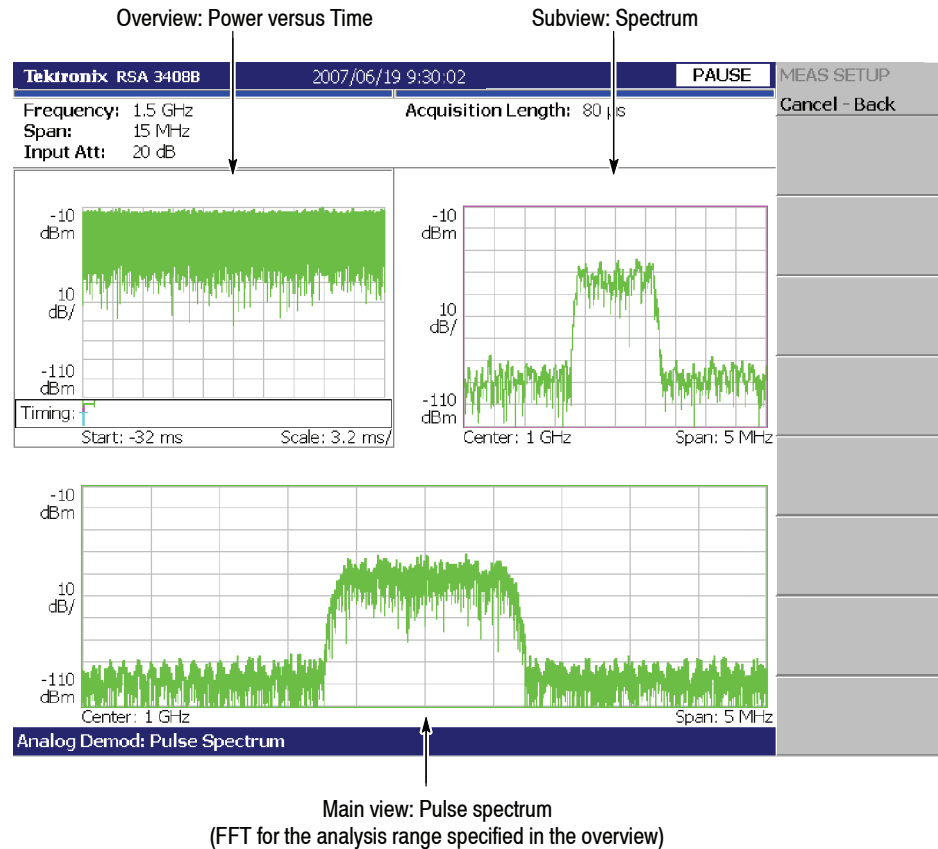 Overview: Power versus Time
Subview: Spectrum
Tektronix RSA 3408B
2007/06/19 9:30:02
PAUSE
MEAS SETUP
Cancel - Back
Frequency: 1.5 GHz
Acquisition Length: 80 µs
Span: 15 MHz
Input Att: 20 dB
-10
dBm
10
dB/
-110
dBm
Timing:
Start: -32 ms
Scale: 3.2 ms/
-10
dBm
10
dB/
-110
dBm
Center: 1 GHz
Span: 5 MHz
-10
dBm
10
dB/
-110
dBm
Center: 1 GHz
Span: 5 MHz
Analog Demod: Pulse Spectrum
Main view: Pulse spectrum
(FFT for the analysis range specified in the overview)